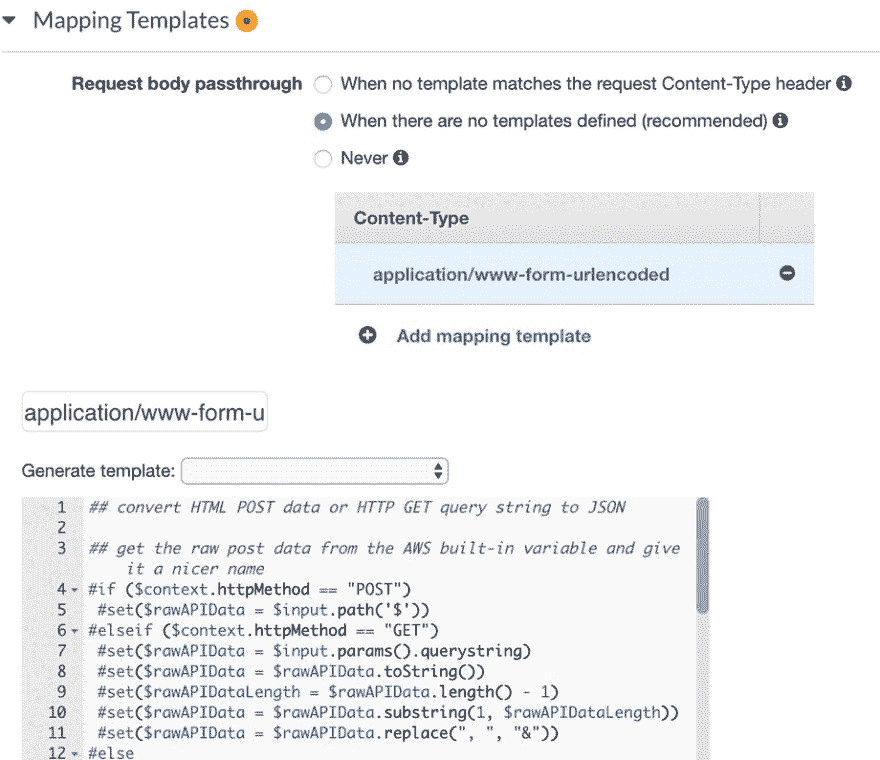 Mapping Templates
Request body passthrough
When no template matches the request Content-Type header
When there are no templates defined (recommended)
Never
Content-Type
application/www-form-urlencoded
Add mapping template
application/www-form-u
Generate template:
1 ## convert HTML POST data or HTTP GET query string to JSON
2
3 ## get the raw post data from the AWS built-in variable and give
it a nicer name
4 #if ($context.httpMethod == "POST")
5 #set($rawAPIData = $input.path('$'))
6 #elseif ($context.httpMethod == "GET")
7 #set($rawAPIData = $input.params().querystring)
8 #set($rawAPIData = $rawAPIData.toString())
9 #set($rawAPIDataLength = $rawAPIData.length() - 1)
10 #set($rawAPIData = $rawAPIData.substring(1, $rawAPIDataLength))
11 #set($rawAPIData = $rawAPIData.replace(", ", "&"))
12 #else